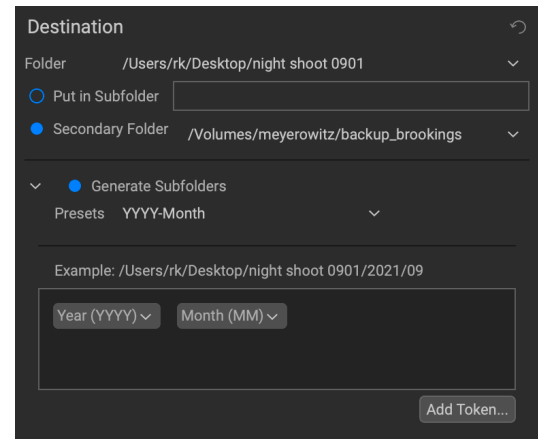 Destination
Folder /Users/rk/Desktop/night shoot 0901
Put in Subfolder
Secondary Folder /Volumes/meyerowitz/backup_brookings
Generate Subfolders
Presets YYYY-Month
Example: /Users/rk/Desktop/night shoot 0901/2021/09
Year (YYYY) Month (MM)
Add Token...